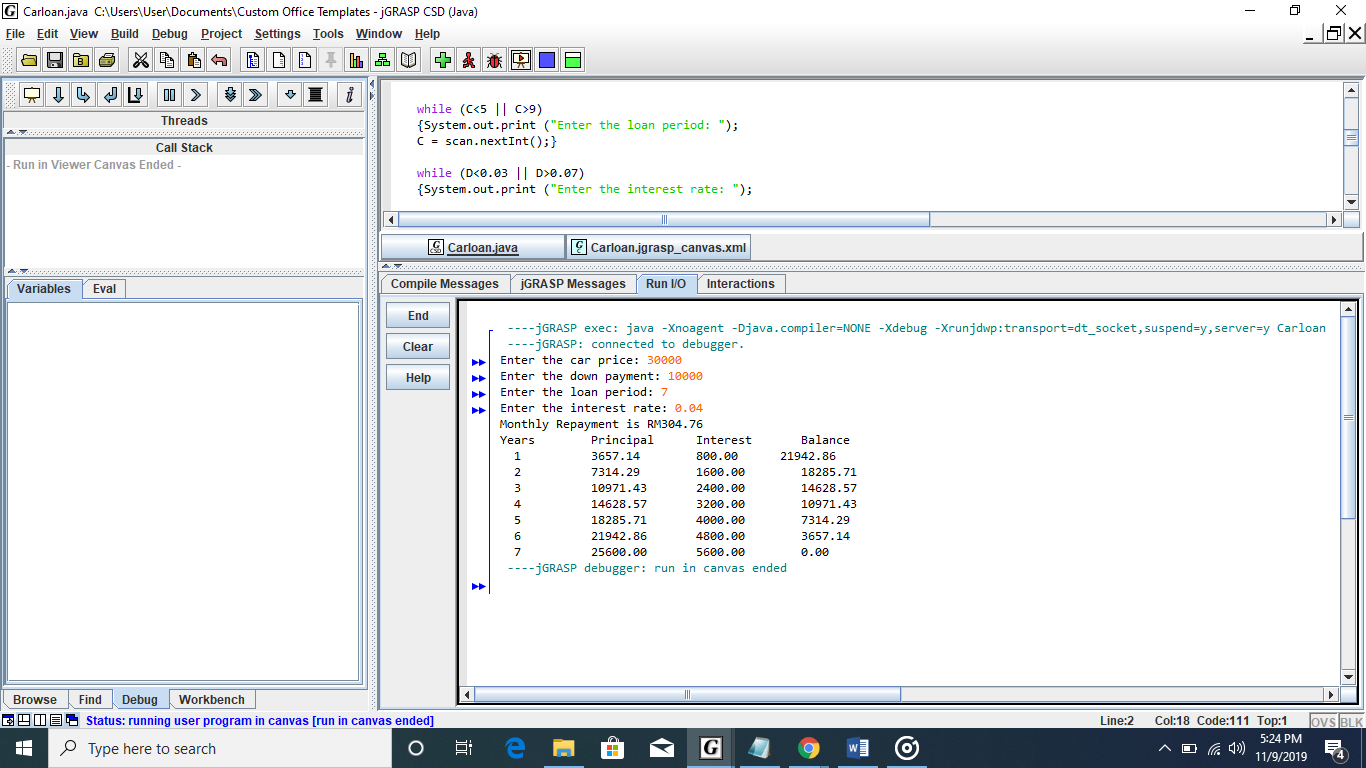 Carloan.java  C:\Users\User\Documents\Custom Office Templates - jGRASP CSD (Java)
File Edit View Build Debug Project Settings Tools Window Help
Threads
Call Stack
- Run in Viewer Canvas Ended -
Variables Eval
Browse Find Debug Workbench
while (C<5 || C>9)
{System.out.print ("Enter the loan period: ");
C = scan.nextInt();}
while (D<0.03 || D>0.07)
{System.out.print ("Enter the interest rate: ");
Carloan.java Carloan.jgrasp_canvas.xml
Compile Messages jGRASP Messages Run I/O Interactions
End
Clear
Help
----jGRASP exec: java -Xnoagent -Djava.compiler=NONE -Xdebug -Xrunjdwp:transport=dt_socket,suspend=y,server=y Carloan
----jGRASP: connected to debugger.
Enter the car price: 30000
Enter the down payment: 10000
Enter the loan period: 7
Enter the interest rate: 0.04
Monthly Repayment is RM304.76
Years Principal Interest Balance
1 3657.14 800.00 21942.86
2 7314.29 1600.00 18285.71
3 10971.43 2400.00 14628.57
4 14628.57 3200.00 10971.43
5 18285.71 4000.00 7314.29
6 21942.86 4800.00 3657.14
7 25600.00 5600.00 0.00
----jGRASP debugger: run in canvas ended
Status: running user program in canvas [run in canvas ended]
Line:2 Col:18 Code:111 Top:1 OVS BLK
Type here to search
5:24 PM
11/9/2019
4